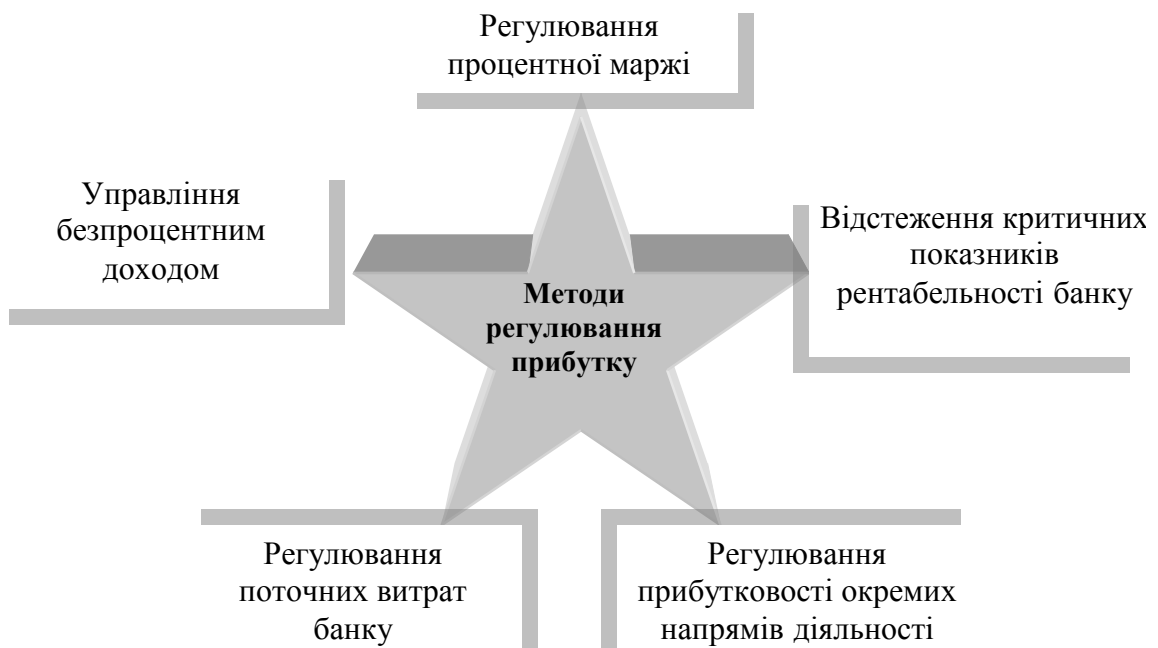 Регулювання
процентної маржі
Управління
безпроцентним
доходом
Відстеження критичних
показників
рентабельності банку
Методи
регулювання
прибутку
Регулювання
поточних витрат
банку
Регулювання
прибутковості окремих
напрямів діяльності